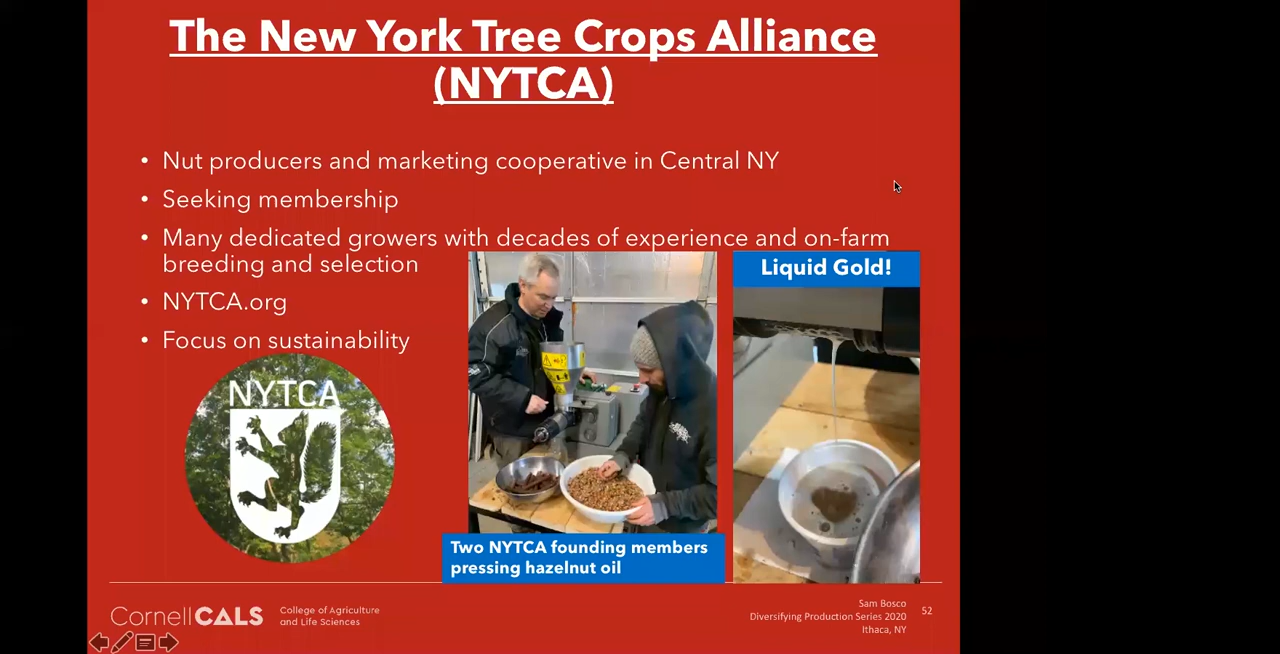 The New York Tree Crops Alliance
(NYTCA)
• Nut producers and marketing cooperative in Central NY
• Seeking membership
• Many dedicated growers with decades of experience and on-farm
breeding and selection
• NYTCA.org
• Focus on sustainability
Liquid Gold!
NYTCA
Two NYTCA founding members
pressing hazelnut oil
CornellCALS
College of Agriculture
and Life Sciences
Sam Bosco
Diversifying Production Series 2020
Ithaca, NY
52